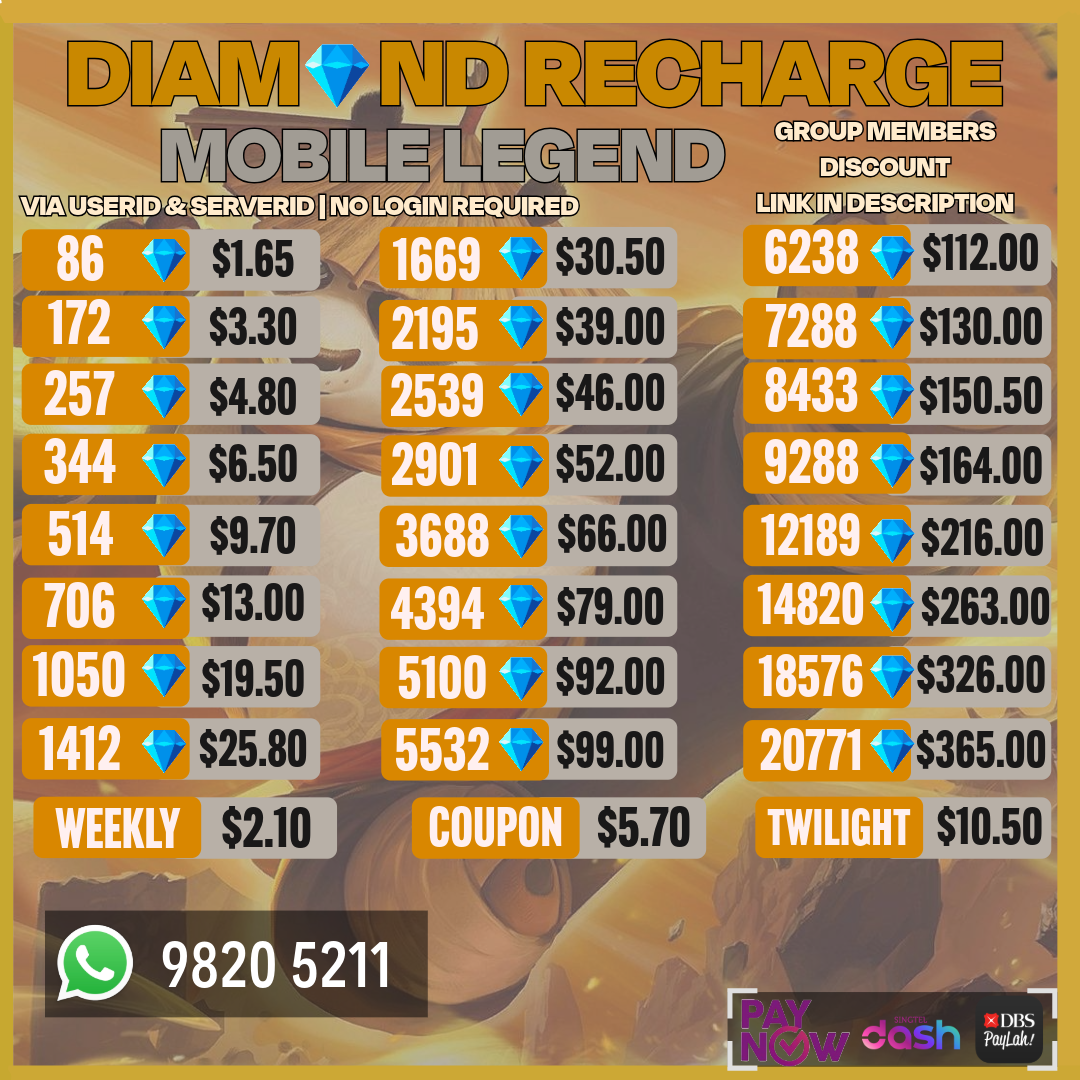 DIAM💎ND RECHARGE
MOBILE LEGEND
GROUP MEMBERS
DISCOUNT
LINK IN DESCRIPTION
VIA USERID & SERVERID | NO LOGIN REQUIRED
86 💎 $1.65
172 💎 $3.30
257 💎 $4.80
344 💎 $6.50
514 💎 $9.70
706 💎 $13.00
1050 💎 $19.50
1412 💎 $25.80
1669 💎 $30.50
2195 💎 $39.00
2539 💎 $46.00
2901 💎 $52.00
3688 💎 $66.00
4394 💎 $79.00
5100 💎 $92.00
5532 💎 $99.00
6238 💎 $112.00
7288 💎 $130.00
8433 💎 $150.50
9288 💎 $164.00
12189 💎 $216.00
14820 💎 $263.00
18576 💎 $326.00
20771 💎 $365.00
WEEKLY $2.10
COUPON $5.70
TWILIGHT $10.50
9820 5211
PAY
NOW
SINGTEL
dash
DBS
PayLah!